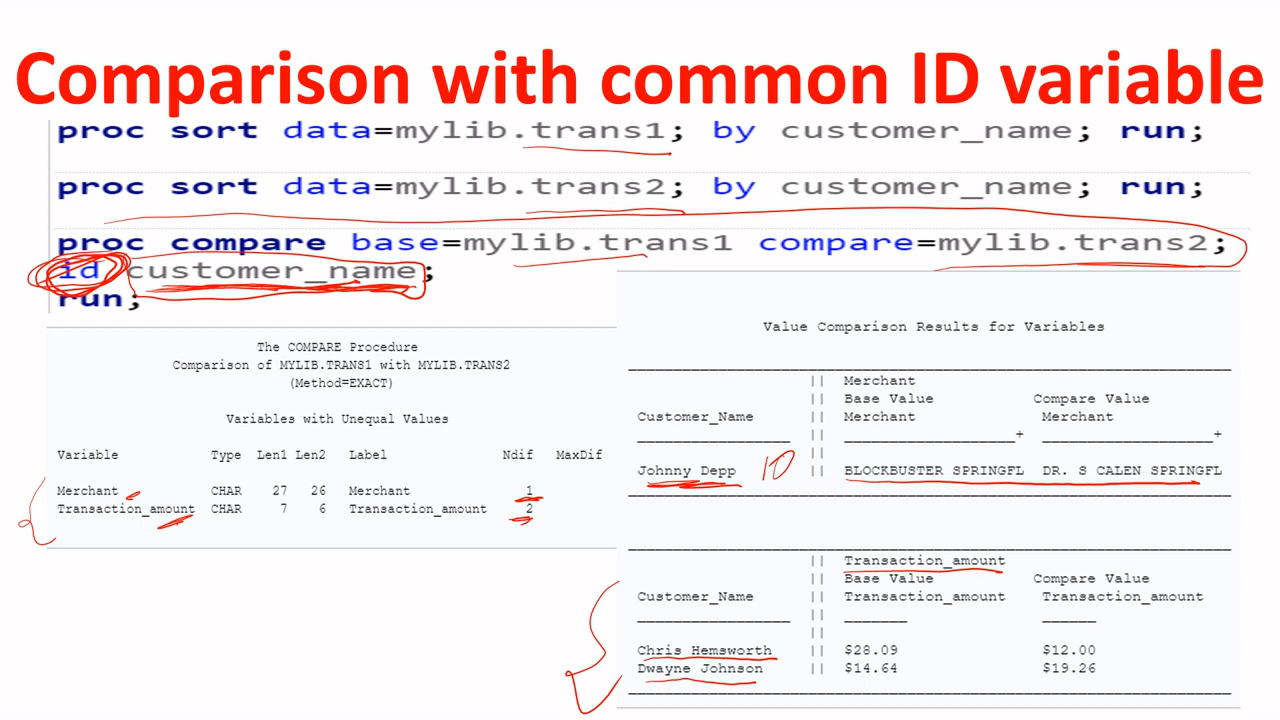 Comparison with common ID variable
proc sort data=mylib.trans1; by customer_name; run;
proc sort data=mylib.trans2; by customer_name; run;
proc compare base=mylib.trans1 compare=mylib.trans2;
id customer_name;
run;
The COMPARE Procedure
Comparison of MYLIB.TRANS1 with MYLIB.TRANS2
(Method=EXACT)
Variables with Unequal Values
Variable Type Len1 Len2 Label Ndif MaxDif
Merchant CHAR 27 26 Merchant 1
Transaction_amount CHAR 7 6 Transaction_amount 2
Value Comparison Results for Variables
|| Merchant
|| Base Value Compare Value
Customer_Name || Merchant Merchant
|| + +
||
Johnny Depp ID || BLOCKBUSTER SPRINGFL DR. S CALEN SPRINGFL
|| Transaction_amount
|| Base Value Compare Value
Customer_Name || Transaction_amount Transaction_amount
||
||
Chris Hemsworth || $28.09 $12.00
Dwayne Johnson || $14.64 $19.26